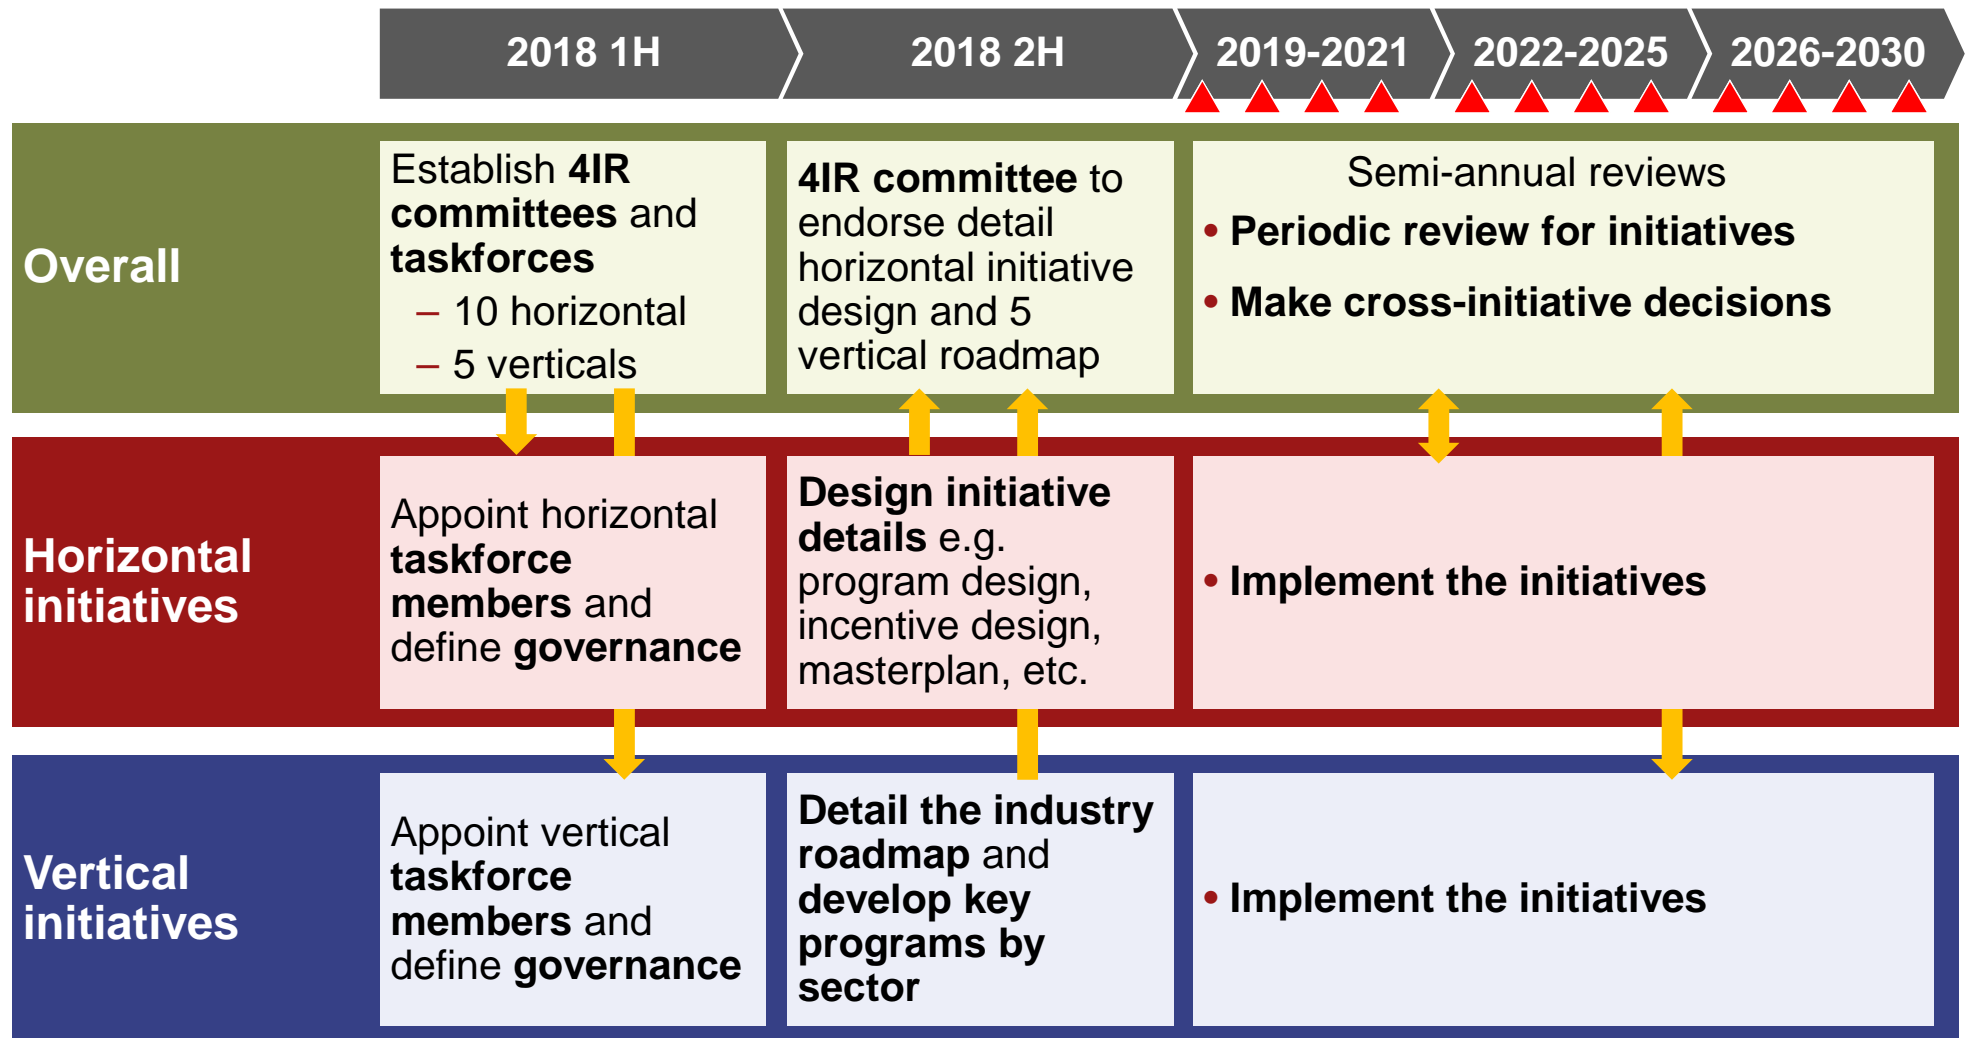 2018 1H
2018 2H
2019-2021
2022-2025
2026-2030
Overall
Establish 4IR
committees and
taskforces
– 10 horizontal
– 5 verticals
4IR committee to
endorse detail
horizontal initiative
design and 5
vertical roadmap
Semi-annual reviews
• Periodic review for initiatives
• Make cross-initiative decisions
Horizontal
initiatives
Appoint horizontal
taskforce
members and
define governance
Design initiative
details e.g.
program design,
incentive design,
masterplan, etc.
• Implement the initiatives
Vertical
initiatives
Appoint vertical
taskforce
members and
define governance
Detail the industry
roadmap and
develop key
programs by
sector
• Implement the initiatives